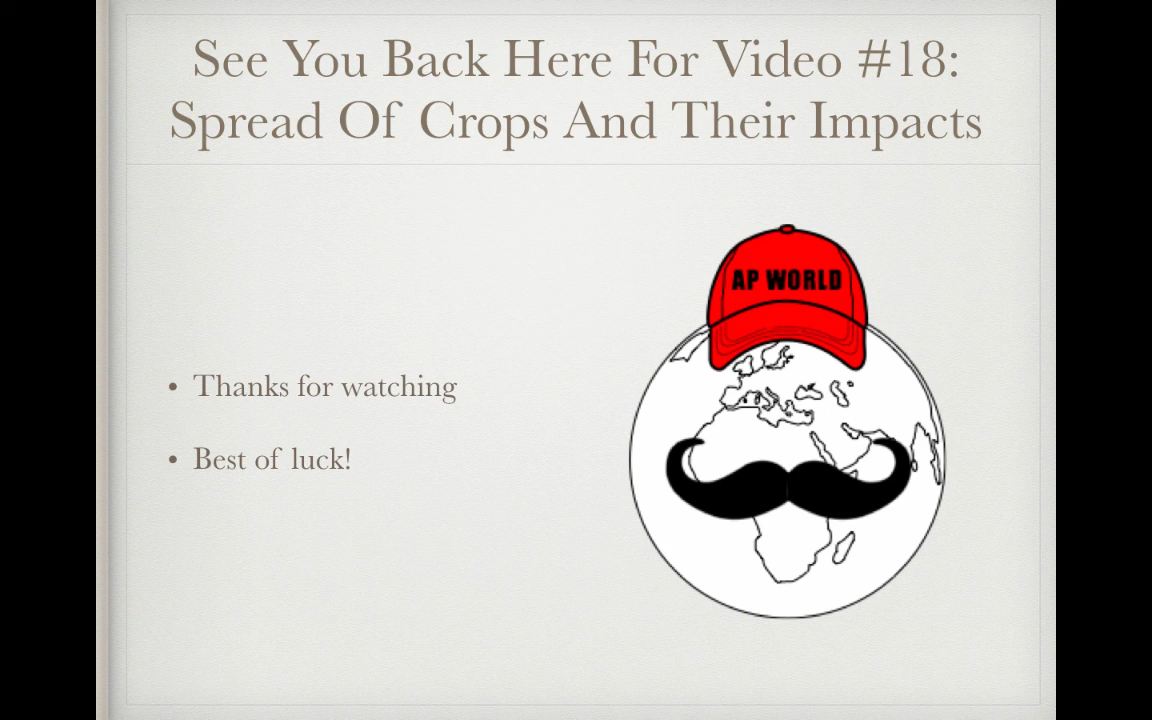 See You Back Here For Video #18:
Spread Of Crops And Their Impacts
AP WORLD
• Thanks for watching
• Best of luck!